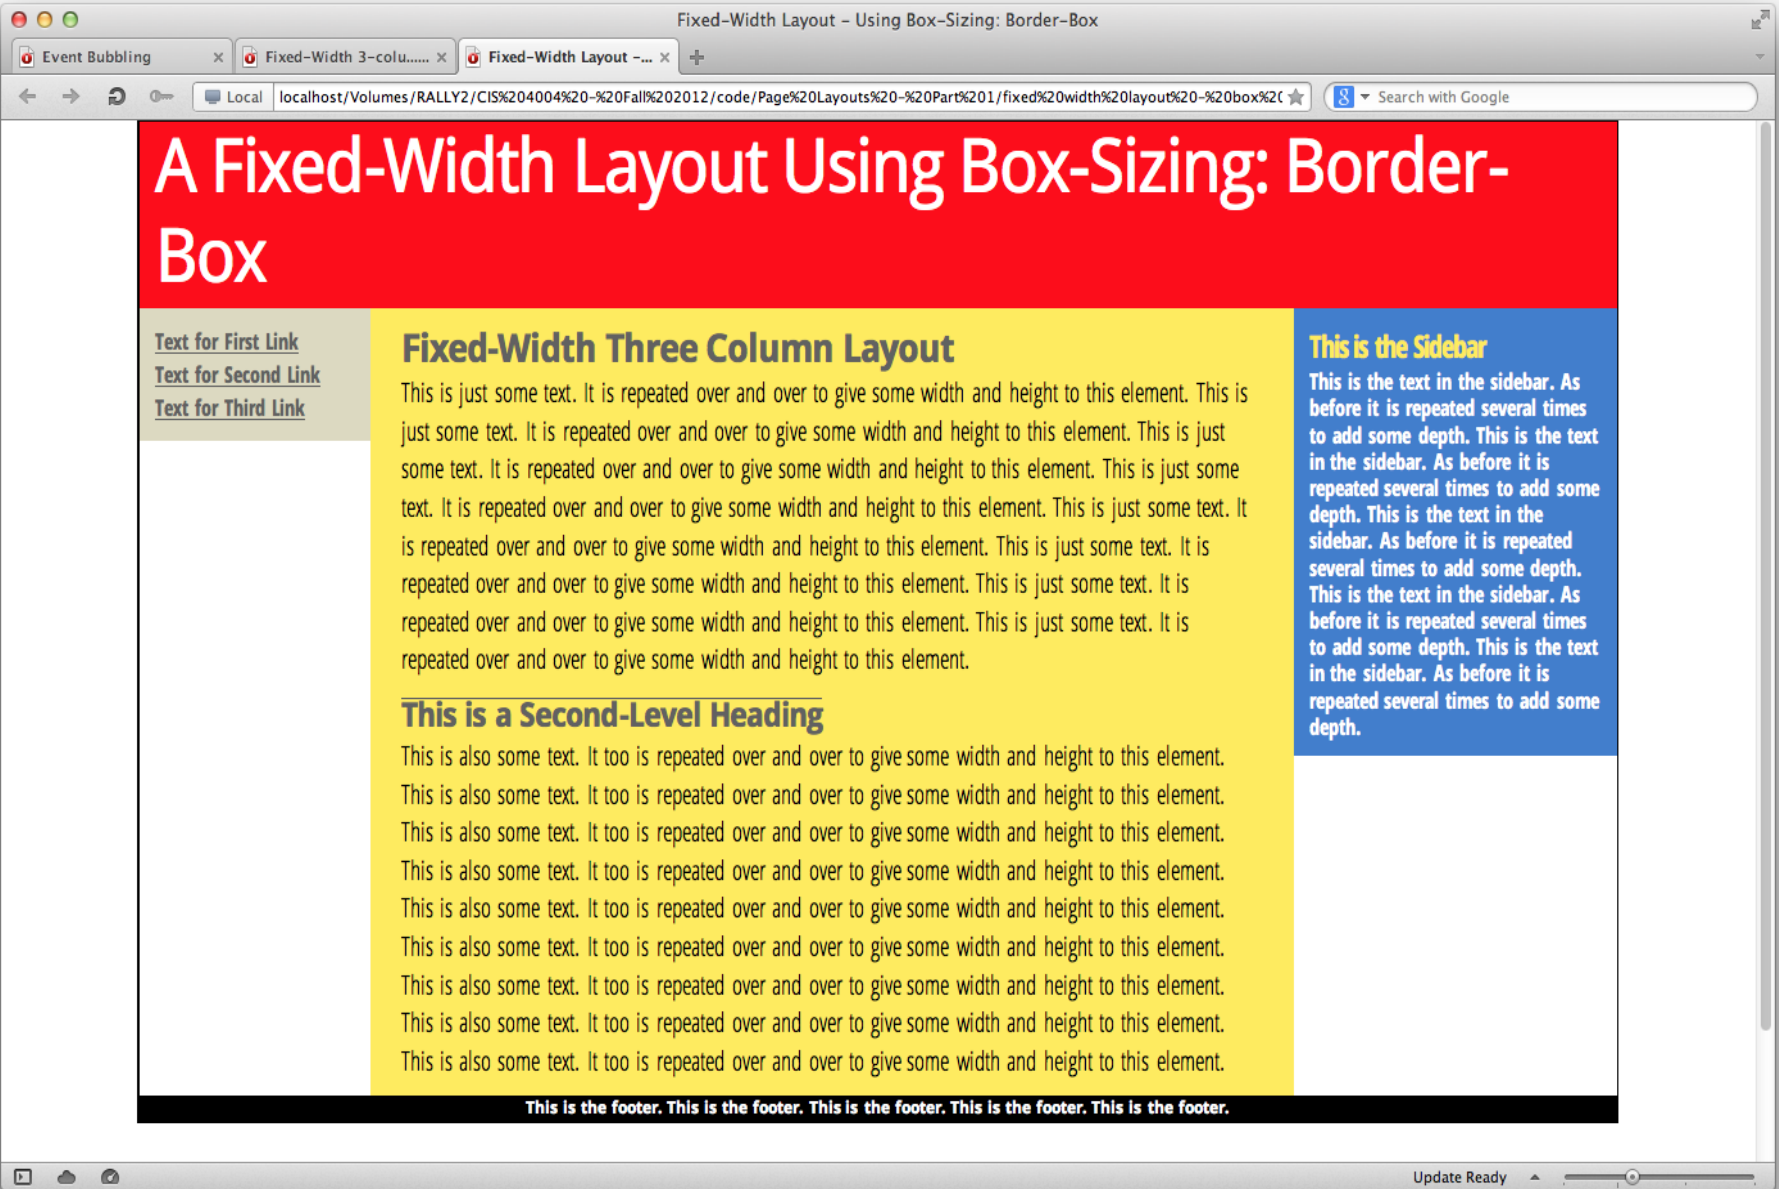 Fixed-Width Layout – Using Box-Sizing: Border-Box
Event Bubbling
Fixed-Width 3-colu......
Fixed-Width Layout –...
Local
localhost/Volumes/RALLY2/CIS%204004%20-%20Fall%202012/code/Page%20Layouts%20-%20Part%201/fixed%20width%20layout%20-%20box%2(
8
Search with Google
A Fixed-Width Layout Using Box-Sizing: Border-
Box
Text for First Link
Text for Second Link
Text for Third Link
Fixed-Width Three Column Layout
This is just some text. It is repeated over and over to give some width and height to this element. This is
just some text. It is repeated over and over to give some width and height to this element. This is just
some text. It is repeated over and over to give some width and height to this element. This is just some
text. It is repeated over and over to give some width and height to this element. This is just some text. It
is repeated over and over to give some width and height to this element. This is just some text. It is
repeated over and over to give some width and height to this element. This is just some text. It is
repeated over and over to give some width and height to this element. This is just some text. It is
repeated over and over to give some width and height to this element.
This is a Second-Level Heading
This is also some text. It too is repeated over and over to give some width and height to this element.
This is also some text. It too is repeated over and over to give some width and height to this element.
This is also some text. It too is repeated over and over to give some width and height to this element.
This is also some text. It too is repeated over and over to give some width and height to this element.
This is also some text. It too is repeated over and over to give some width and height to this element.
This is also some text. It too is repeated over and over to give some width and height to this element.
This is also some text. It too is repeated over and over to give some width and height to this element.
This is also some text. It too is repeated over and over to give some width and height to this element.
This is also some text. It too is repeated over and over to give some width and height to this element.
This is the Sidebar
This is the text in the sidebar. As
before it is repeated several times
to add some depth. This is the text
in the sidebar. As before it is
repeated several times to add some
depth. This is the text in the
sidebar. As before it is repeated
several times to add some depth.
This is the text in the sidebar. As
before it is repeated several times
to add some depth. This is the text
in the sidebar. As before it is
repeated several times to add some
depth.
This is the footer. This is the footer. This is the footer. This is the footer. This is the footer.
Update Ready